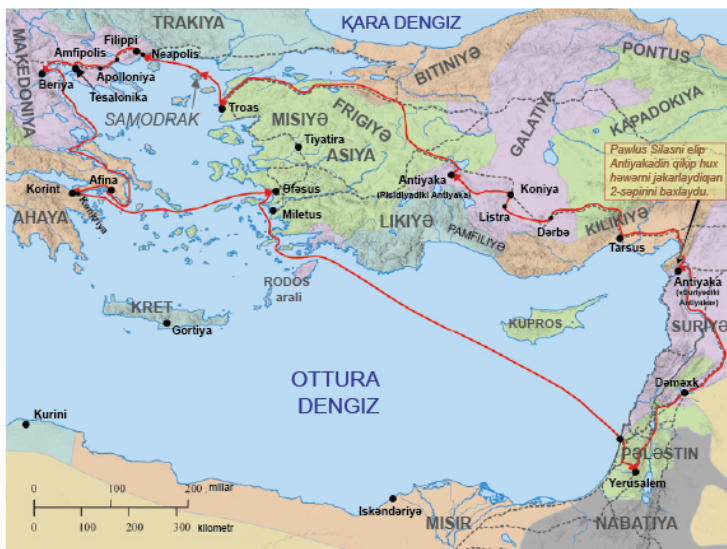 TRAKIYA
ⱪARA DENGIZ
MAKEDONIYA
Filippi
Neapolis
Amfipolis
Apolloniya
Beriya
Tesalonika
SAMODRAK
Troas
BITINIYƏ
PONTUS
GALATIYA
KAPADOKIYA
MISIYƏ
FRIGIYƏ
Tiyatira
ASIYA
Pawlus Silasni elip
Antiyakadin qikip hux
həwərni jakarlaydiqan
2-səpirini baxlaydu.
Antiyaka
(Pisidiyadiki Antiyaka)
Koniya
Listra
Dərbə
KILIKIYƏ
Tarsus
Korint
Afina
AHAYA
Əfəsus
Miletus
LIKIYƏ
PAMFILIYƏ
Antiyaka
(«Suriyədiki
Antiyaka»)
SURIYƏ
RODOS
arali
KRET
Gortiya
KUPROS
OTTURA
DENGIZ
Dəməxk
Kurini
PƏLƏSTIN
Yerusalem
0 100 200 millar
0 100 200 300 kilometr
Iskəndəriyə
MISIR
NABATIYA